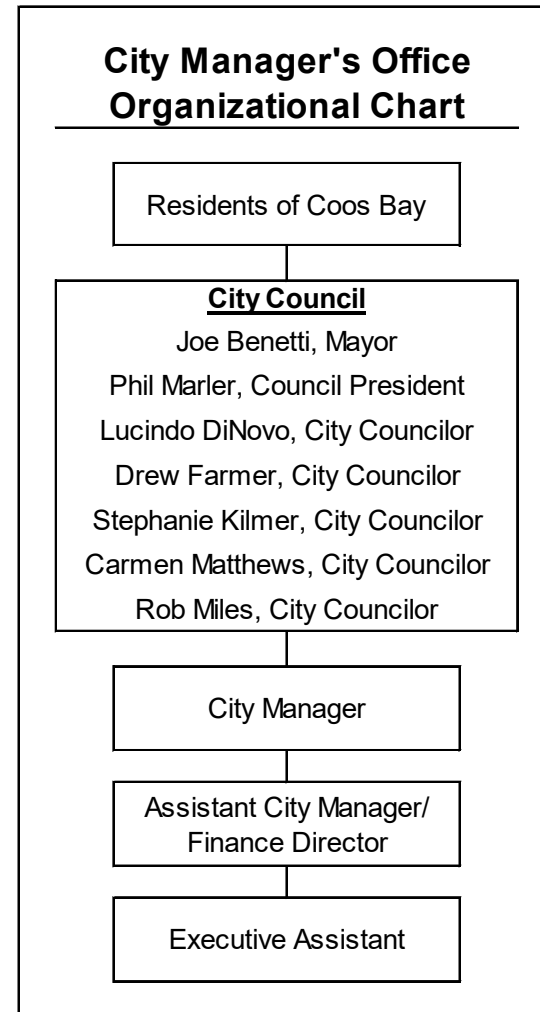 City Manager's Office
Organizational Chart
Residents of Coos Bay
City Council
Joe Benetti, Mayor
Phil Marler, Council President
Lucindo DiNovo, City Councilor
Drew Farmer, City Councilor
Stephanie Kilmer, City Councilor
Carmen Matthews, City Councilor
Rob Miles, City Councilor
City Manager
Assistant City Manager/
Finance Director
Executive Assistant